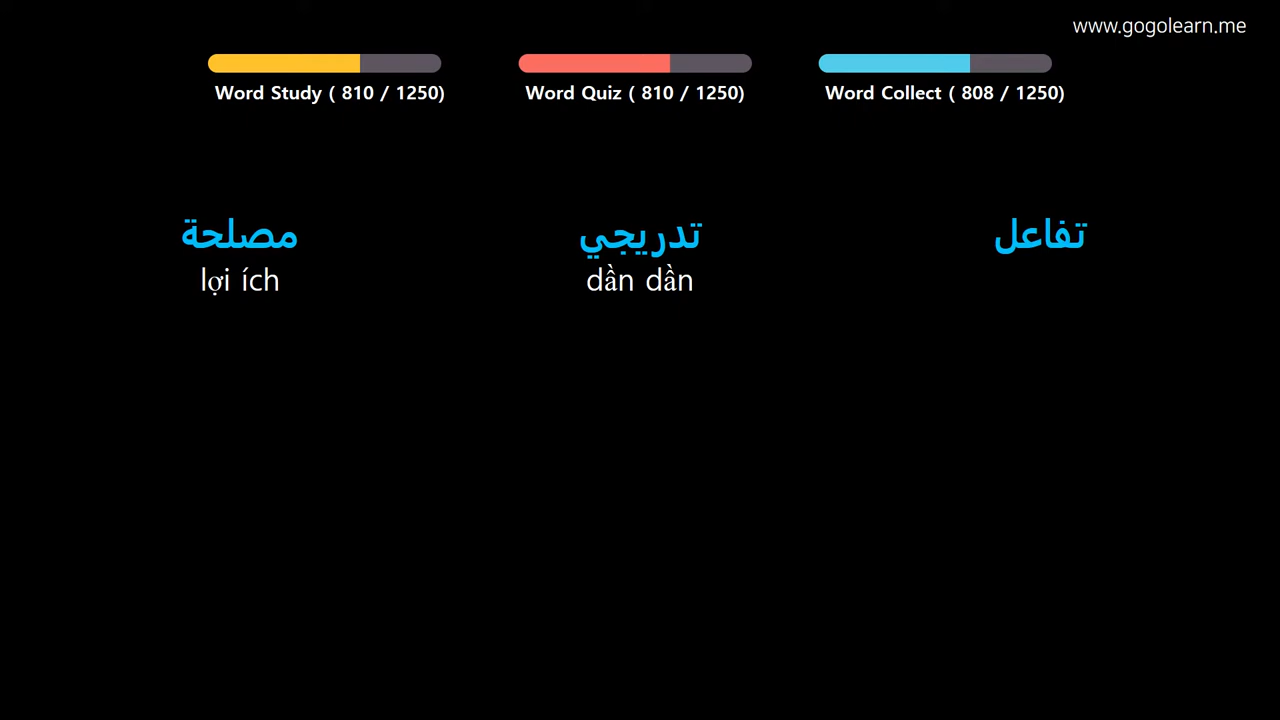 www.gogolearn.me
Word Study ( 810 / 1250)
Word Quiz ( 810 / 1250)
Word Collect ( 808 / 1250)
مصلحة
lợi ích
تدريجي
dần dần
تفاعل